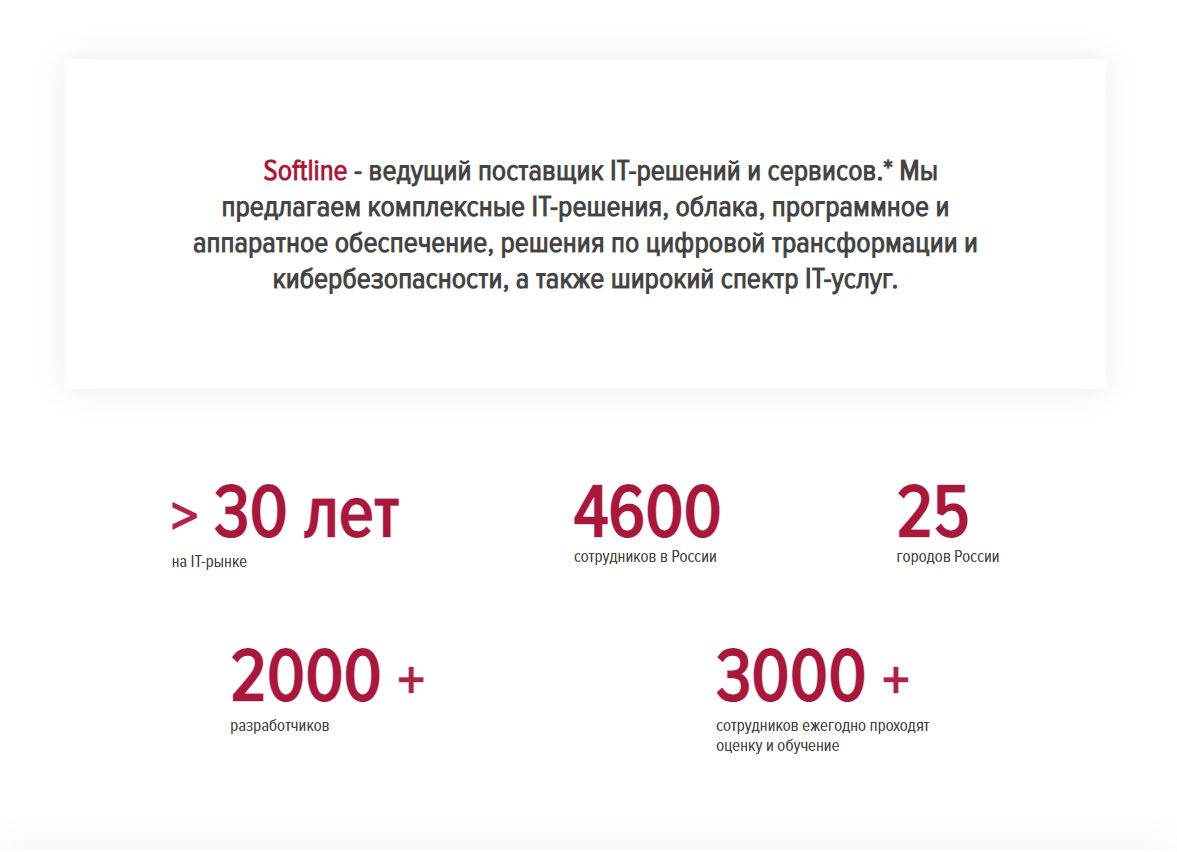 Softline - ведущий поставщик IT-решений и сервисов.* Мы
предлагаем комплексные IT-решения, облака, программное и
аппаратное обеспечение, решения по цифровой трансформации и
кибербезопасности, а также широкий спектр IT-услуг.
> 30 лет
на IT-рынке
4600
сотрудников в России
25
городов России
2000 +
разработчиков
3000 +
сотрудников ежегодно проходят
оценку и обучение